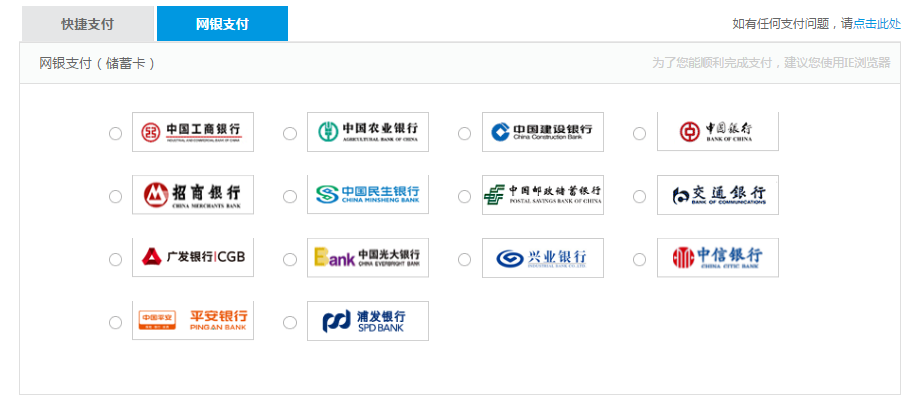 快捷支付
网银支付
如有任何支付问题，请点击此处
网银支付（储蓄卡）
为了您能顺利完成支付，建议您使用IE浏览器
中国工商银行
INDUSTRIAL AND COMMERCIAL BANK OF CHINA
中国农业银行
AGRICULTURAL BANK OF CHINA
中国建设银行
China Construction Bank
中国银行
BANK OF CHINA
招商银行
CHINA MERCHANTS BANK
中国民生银行
CHINA MINSHENG BANK
中国邮政储蓄银行
POSTAL SAVINGS BANK OF CHINA
交通银行
BANK OF COMMUNICATIONS
广发银行|CGB
Bank 中国光大银行
CHINA EVERBRIGHT BANK
兴业银行
INDUSTRIAL BANK CO.,LTD.
中信银行
CHINA CITIC BANK
中国平安
平安银行
PING AN BANK
浦发银行
SPD BANK